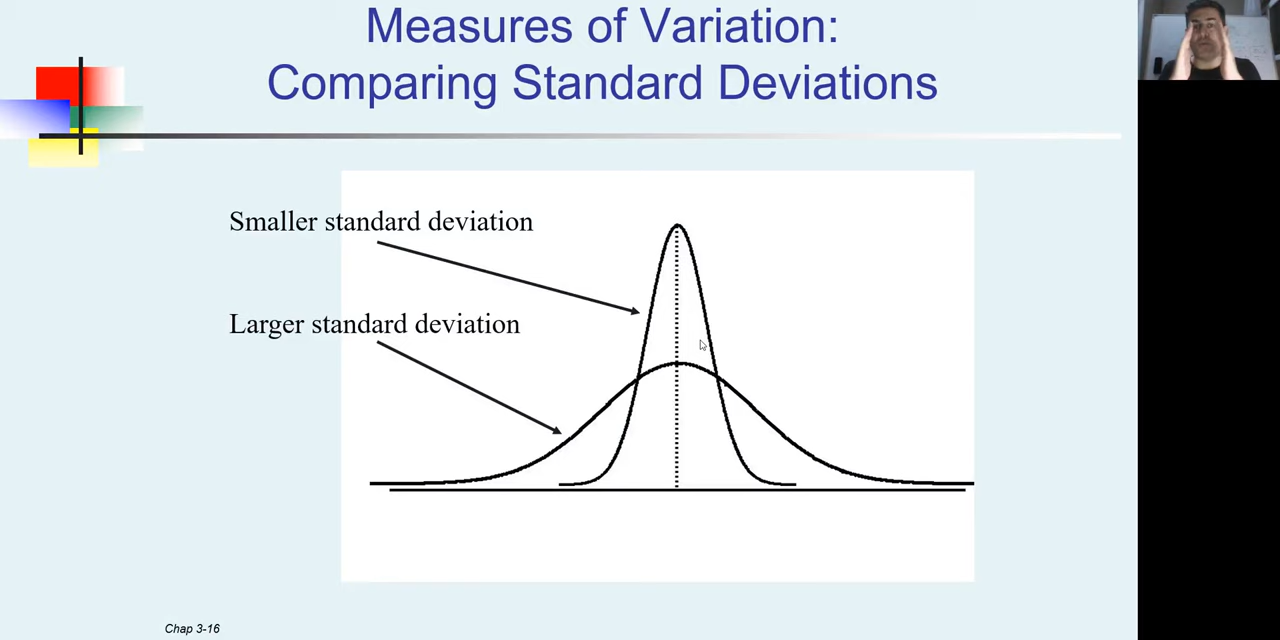 Measures of Variation:
Comparing Standard Deviations
Smaller standard deviation
Larger standard deviation
Chap 3-16